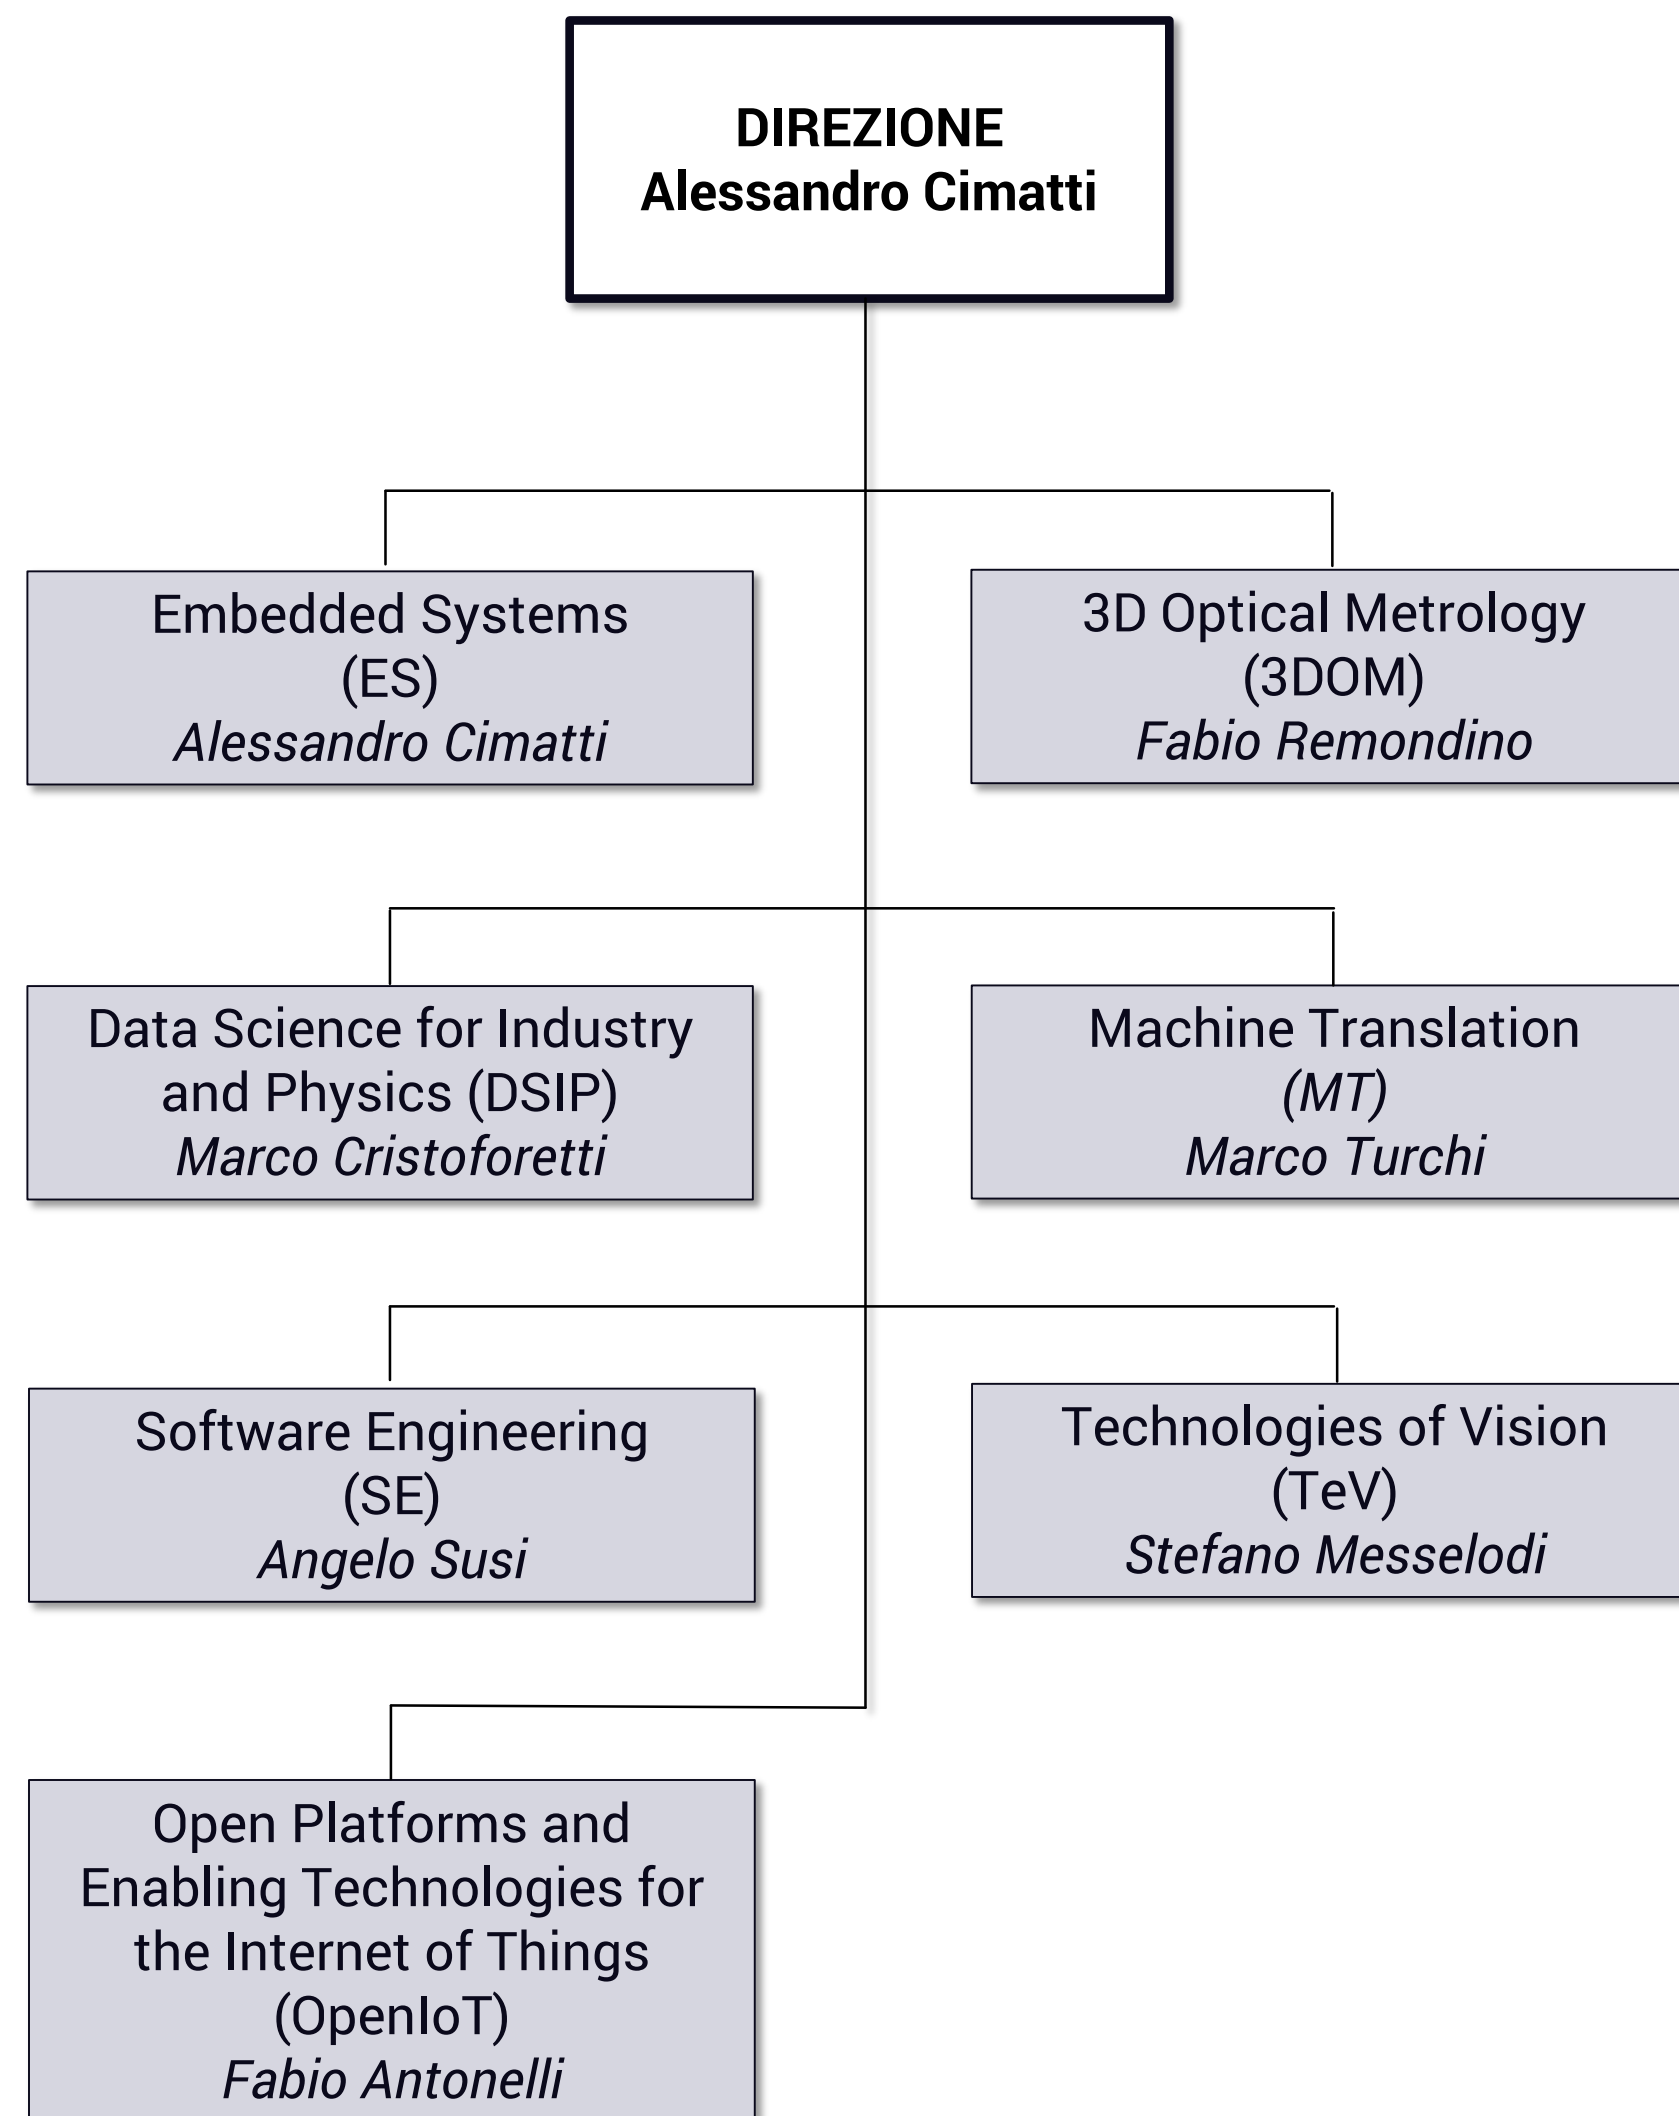 DIREZIONE
Alessandro Cimatti
Embedded Systems
(ES)
Alessandro Cimatti
3D Optical Metrology
(3DOM)
Fabio Remondino
Data Science for Industry
and Physics (DSIP)
Marco Cristoforetti
Machine Translation
(MT)
Marco Turchi
Software Engineering
(SE)
Angelo Susi
Technologies of Vision
(TeV)
Stefano Messelodi
Open Platforms and
Enabling Technologies for
the Internet of Things
(OpenIoT)
Fabio Antonelli